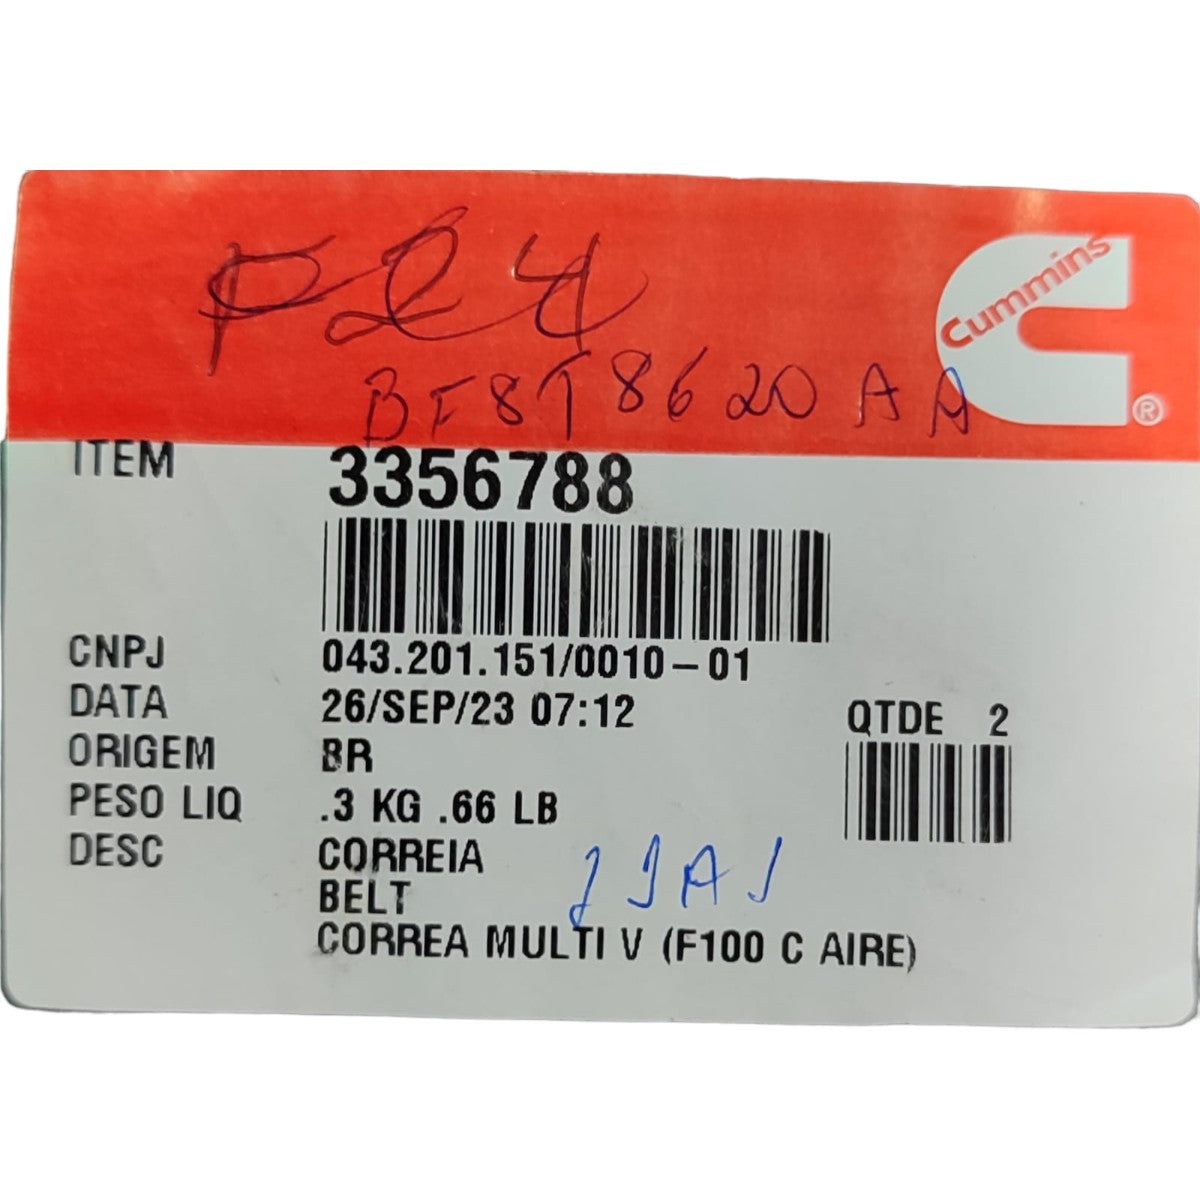 F24
Cummins
®
BF8T8620AA
ITEM 3356788
CNPJ 043.201.151/0010-01
DATA 26/SEP/23 07:12
QTDE 2
ORIGEM BR
PESO LIQ .3 KG .66 LB
DESC CORREIA
BELT
CORREA MULTI V (F100 C AIRE)